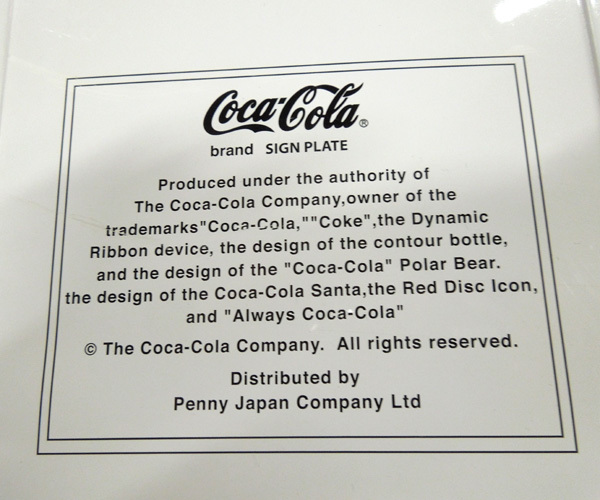 Coca-Cola®
brand SIGN PLATE
Produced under the authority of
The Coca-Cola Company,owner of the
trademarks"Coca-Cola,""Coke",the Dynamic
Ribbon device, the design of the contour bottle,
and the design of the "Coca-Cola" Polar Bear.
the design of the Coca-Cola Santa,the Red Disc Icon,
and "Always Coca-Cola"
© The Coca-Cola Company. All rights reserved.
Distributed by
Penny Japan Company Ltd